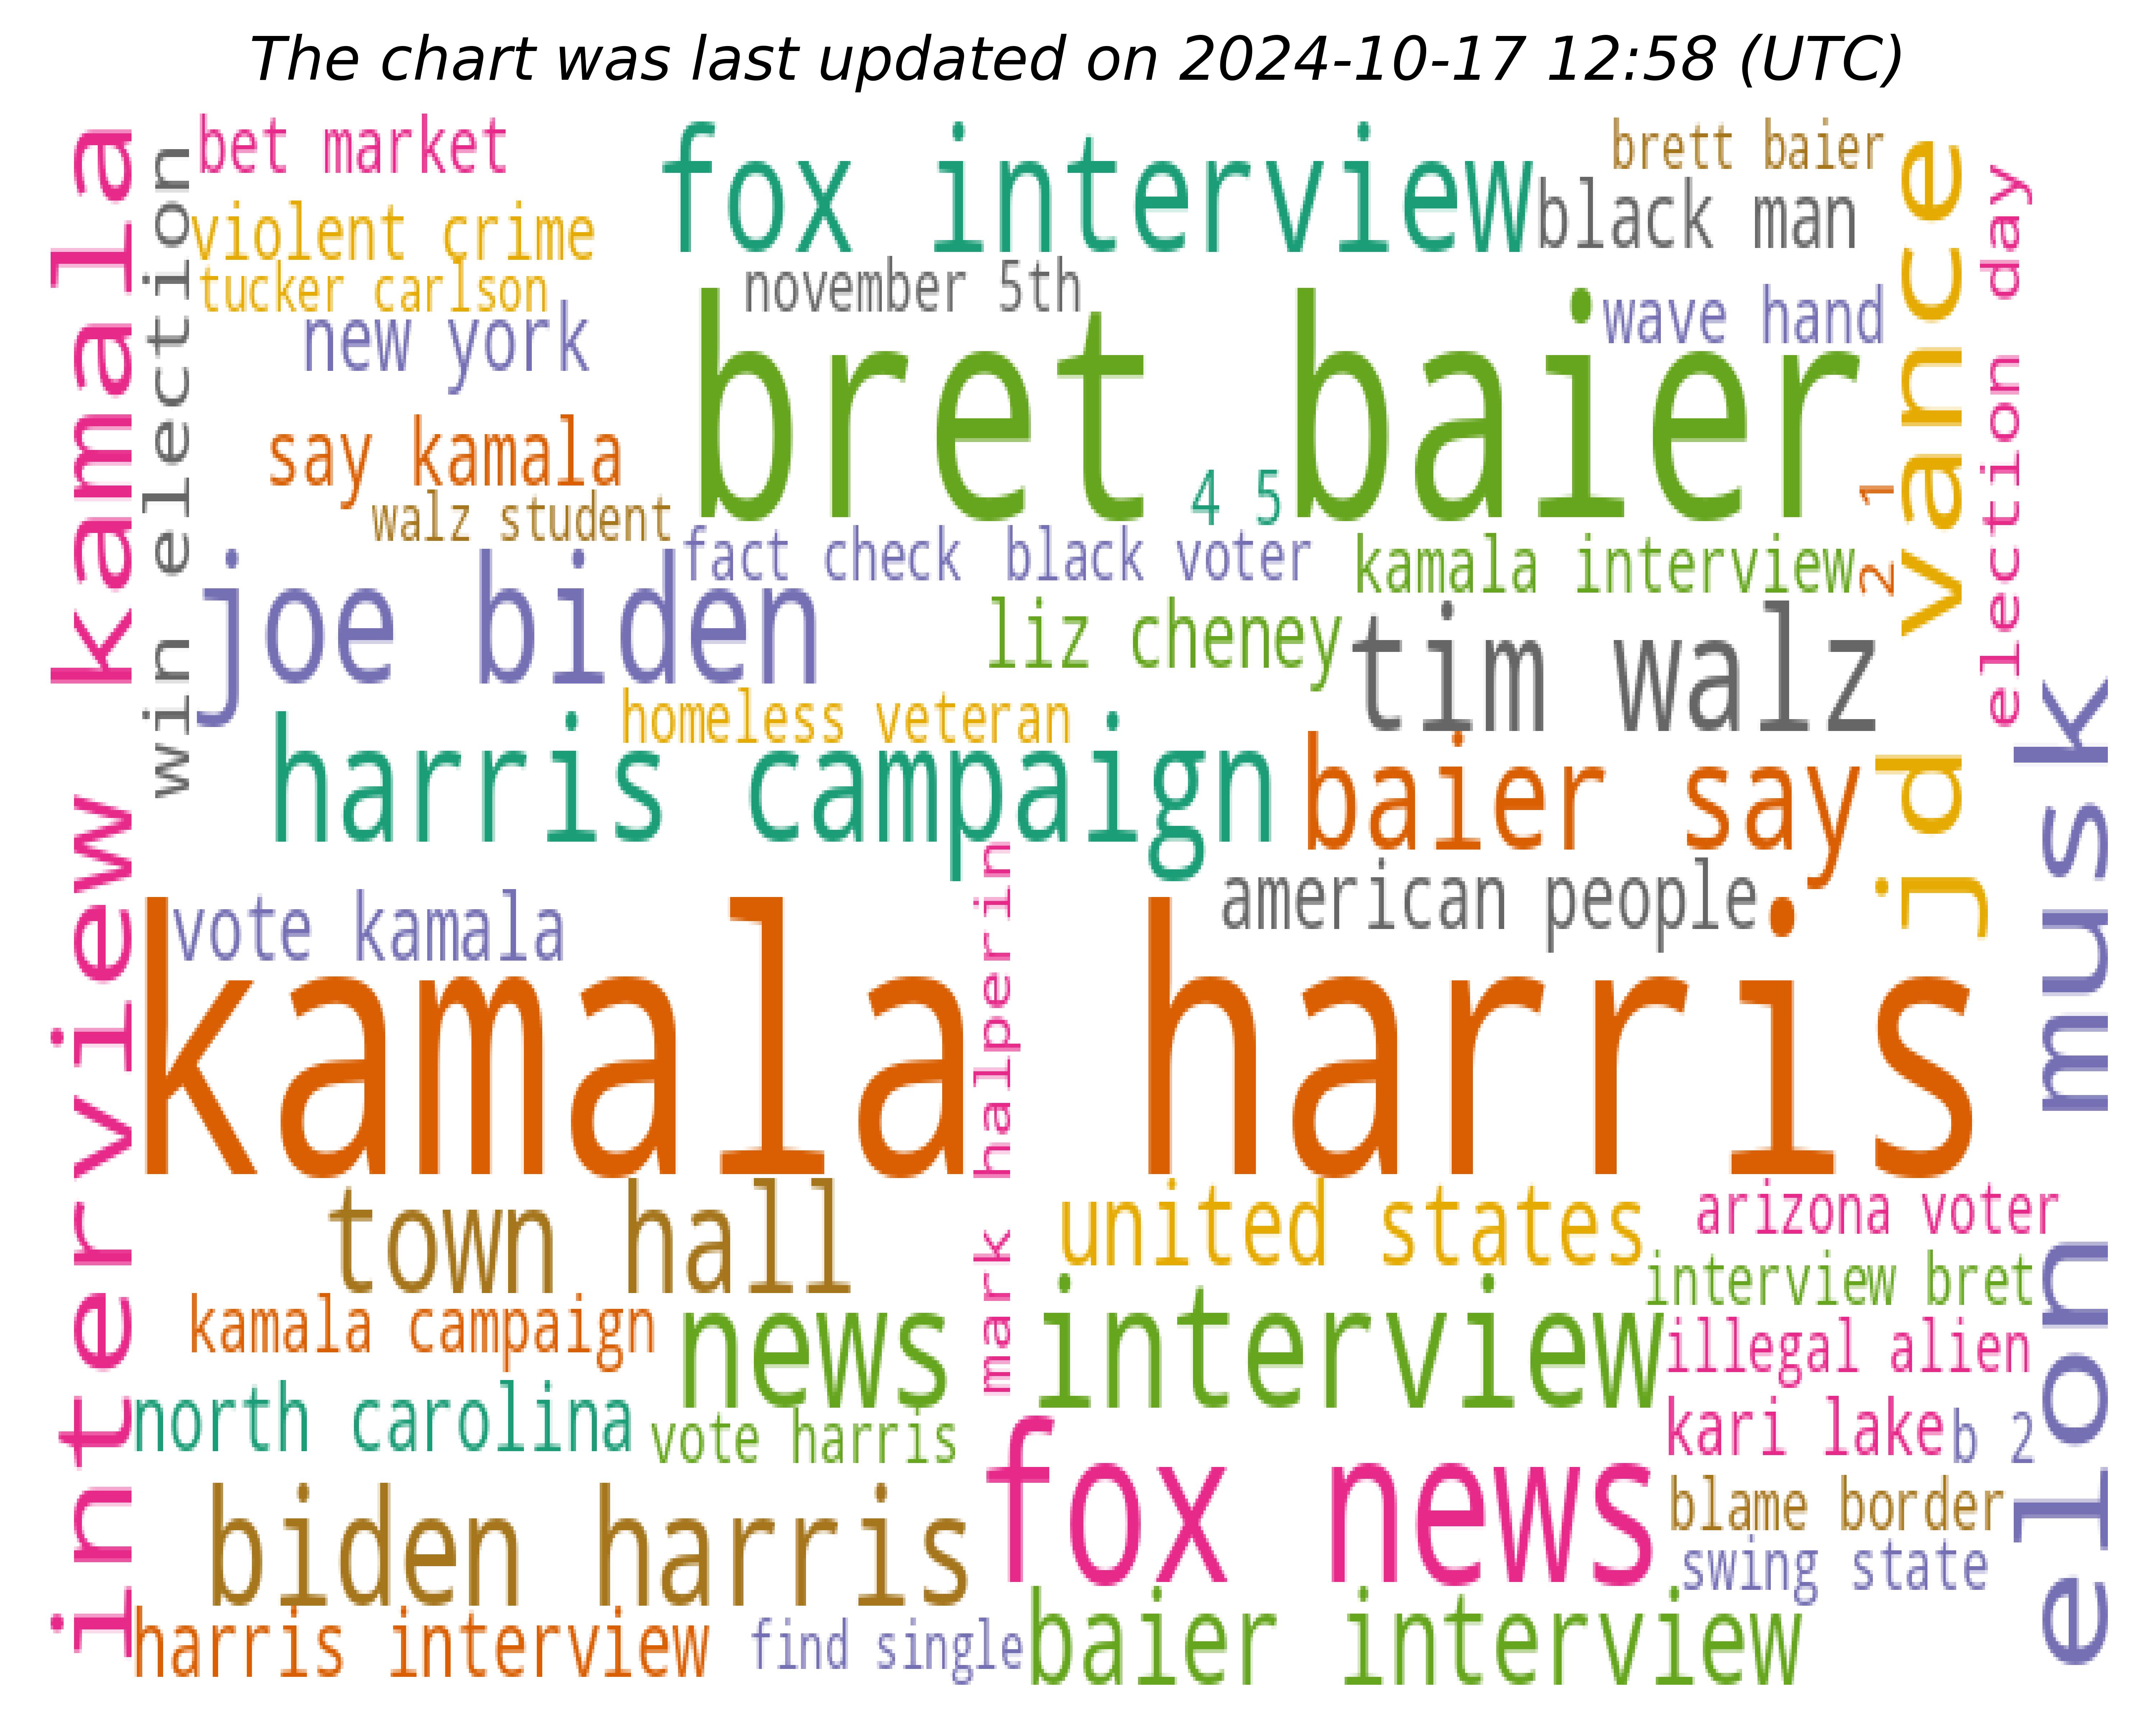 The chart was last updated on 2024-10-17 12:58 (UTC)
bet market
fox interview
brett baier
black man
violent crime
tucker carlson
november 5th
new york
wave hand
bret baier
say kamala
4 5
2 1
walz student
fact check
black voter
kamala interview
joe biden
liz cheney
tim walz
homeless veteran
harris campaign
baier say
american people
vote kamala
kamala harris
interview kamala
win election
jd vance
election day
elon musk
mark halperin
town hall
united states
arizona voter
interview bret
kamala campaign
news interview
illegal alien
north carolina
vote harris
kari lake
b 2
fox news
blame border
biden harris
swing state
harris interview
find single
baier interview